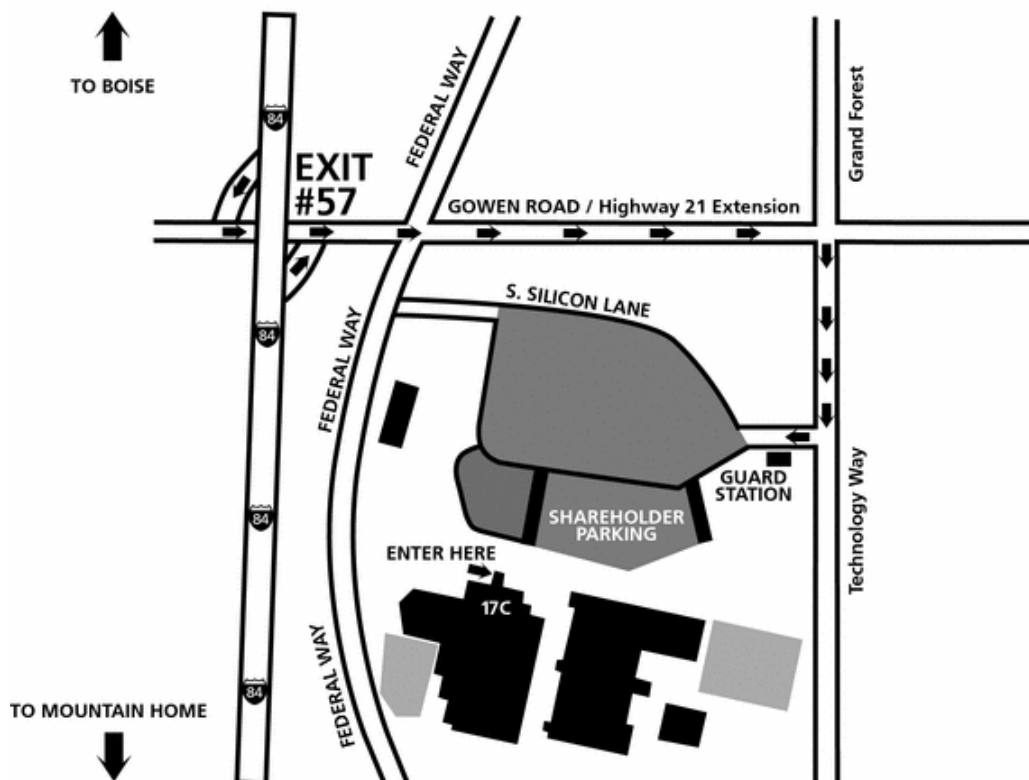 TO BOISE
84
EXIT
#57
FEDERAL WAY
Grand Forest
GOWEN ROAD / Highway 21 Extension
S. SILICON LANE
84
FEDERAL WAY
GUARD
STATION
SHAREHOLDER
PARKING
Technology Way
84
ENTER HERE
17C
FEDERAL WAY
84
TO MOUNTAIN HOME